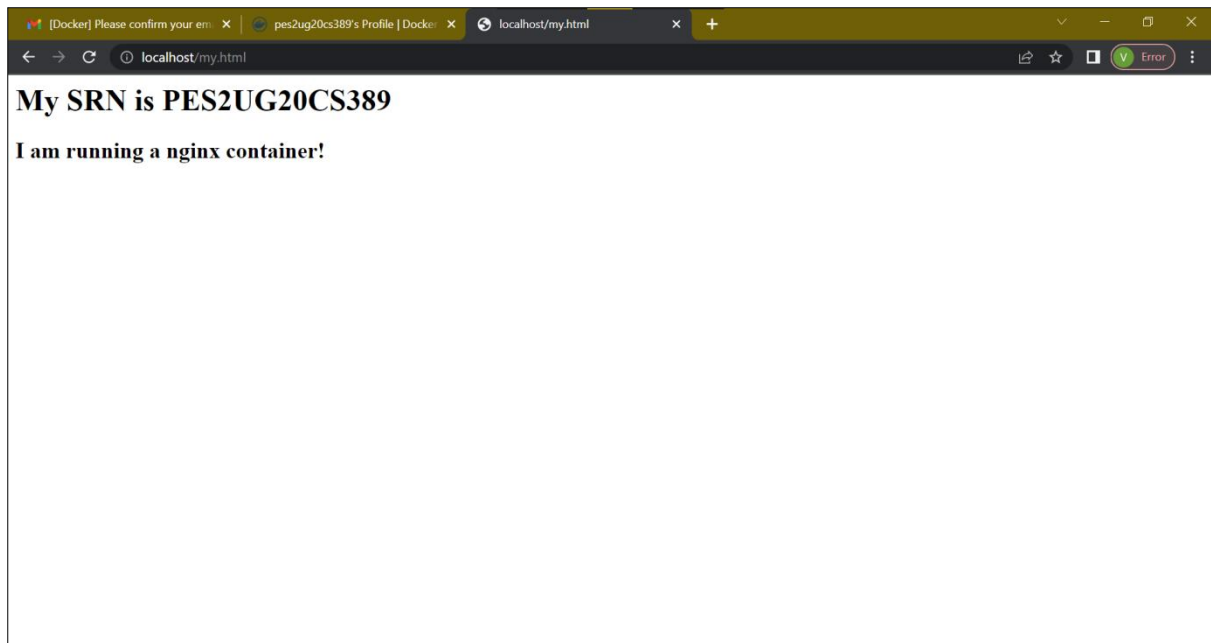 [Docker] Please confirm your em
pes2ug20cs389's Profile | Docker
localhost/my.html
localhost/my.html
V Error
My SRN is PES2UG20CS389
I am running a nginx container!